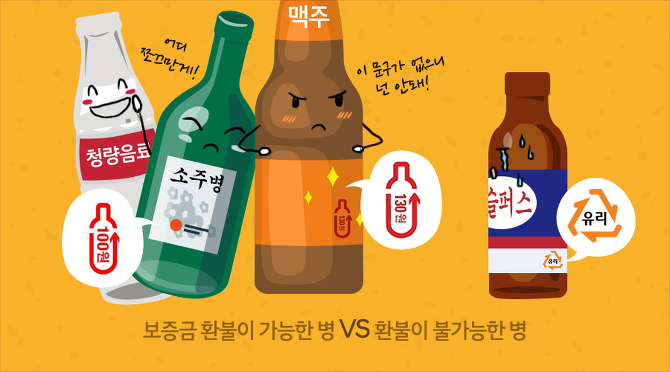 맥주
어디
쪼끄만게!
이 문구가 없으니
넌 안돼!
청량음료
소주병
100원
130원
130원
슬퍼스
유리
유리
보증금 환불이 가능한 병 VS 환불이 불가능한 병